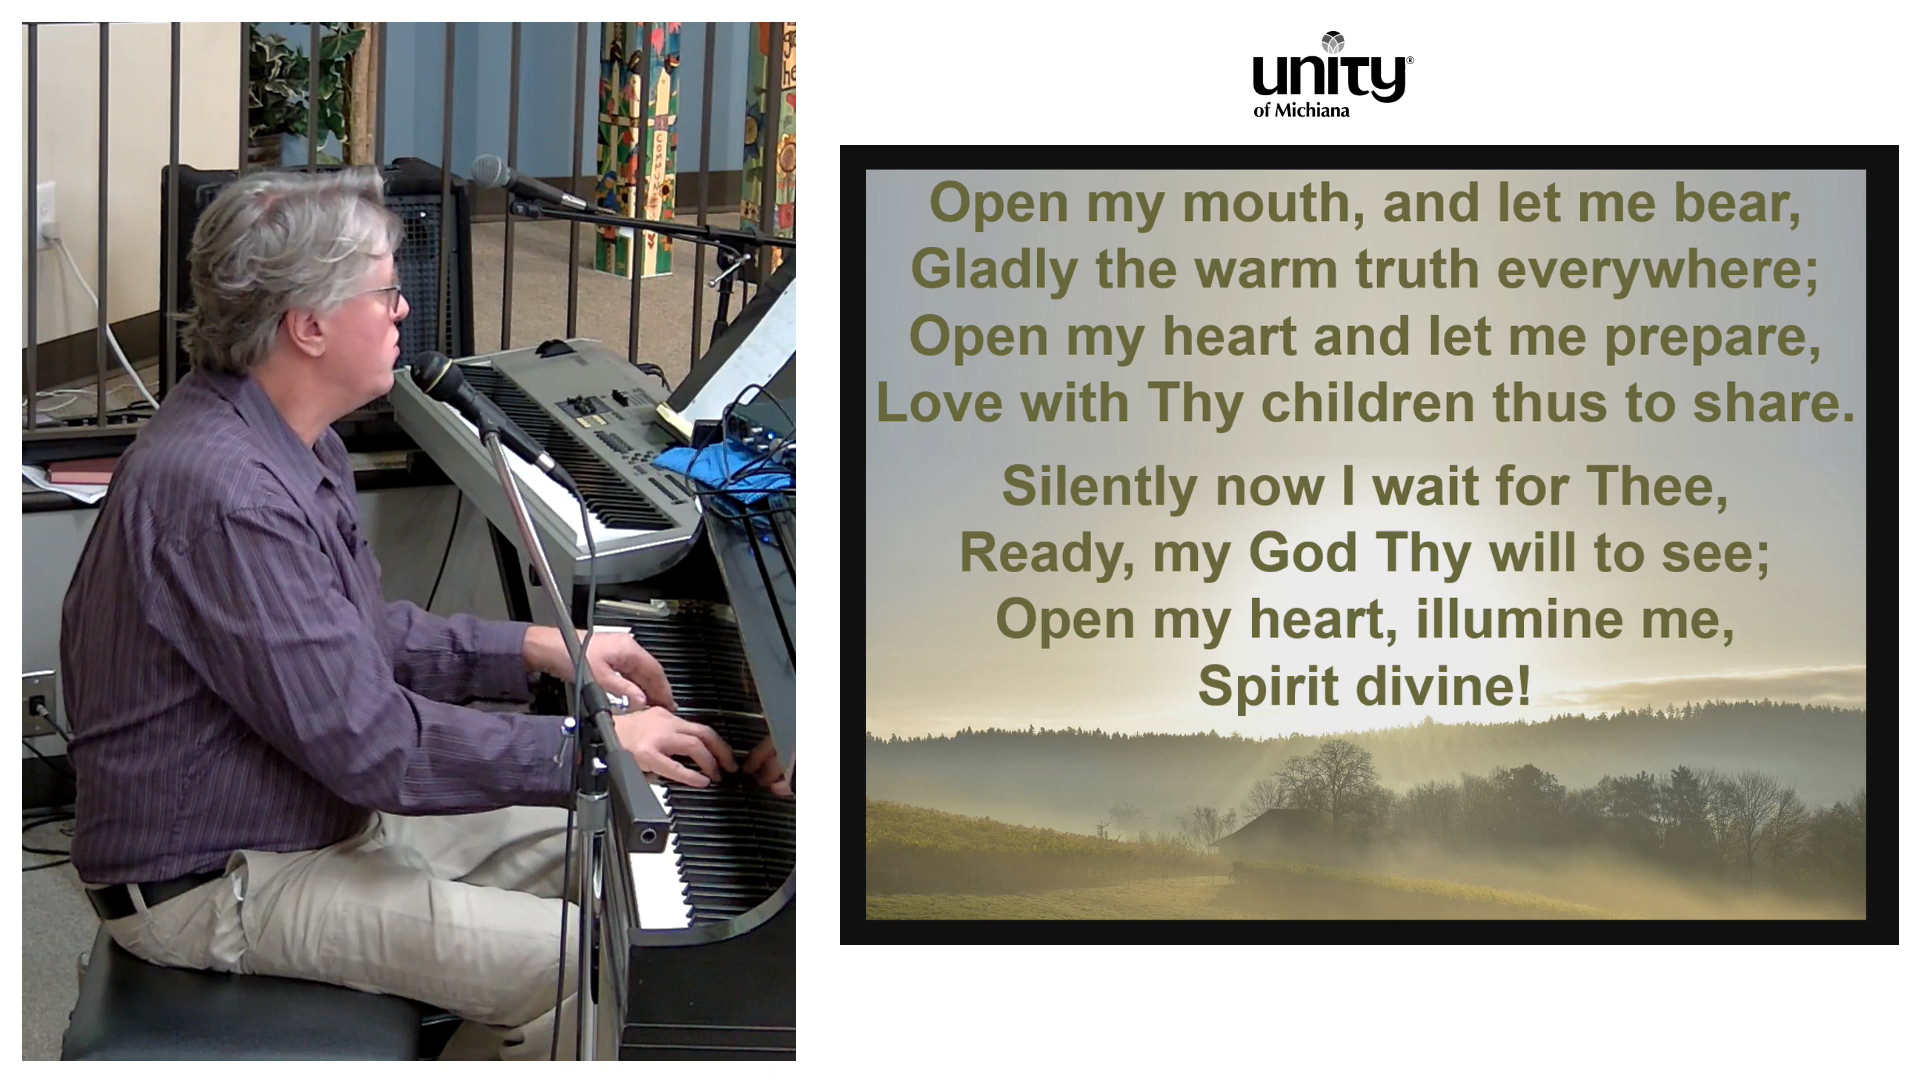 COMMUNITY
unity®
of Michiana
Open my mouth, and let me bear,
Gladly the warm truth everywhere;
Open my heart and let me prepare,
Love with Thy children thus to share.
Silently now I wait for Thee,
Ready, my God Thy will to see;
Open my heart, illumine me,
Spirit divine!